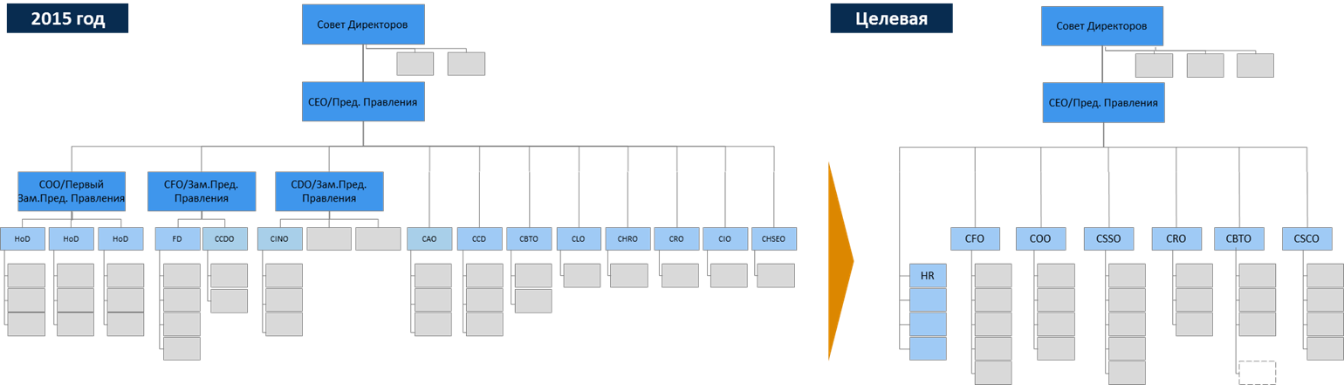 2015 год
Совет Директоров
CEO/Пред. Правления
COO/Первый
Зам.Пред. Правления
CFO/Зам.Пред.
Правления
CDO/Зам.Пред.
Правления
HoD
HoD
HoD
FD
CCDO
CINO
CAO
CCD
CBTO
CLO
CHRO
CRO
CIO
CHSEO
Целевая
Совет Директоров
CEO/Пред. Правления
CFO
COO
CSSO
CRO
CBTO
CSCO
HR